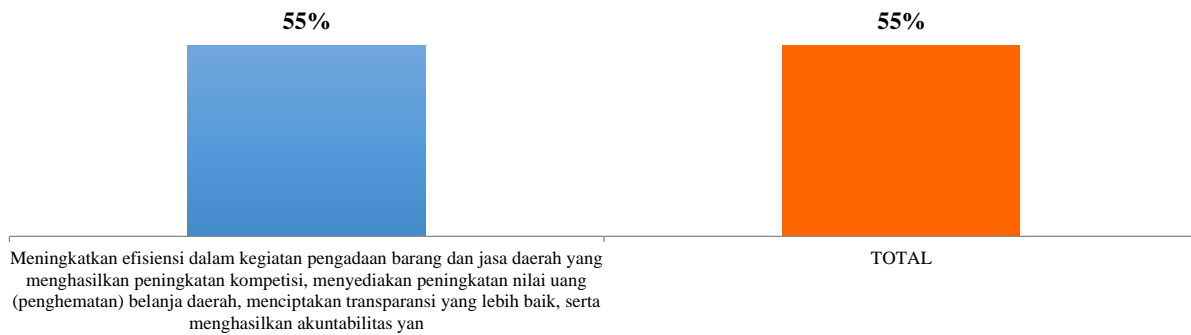 55%
55%
Meningkatkan efisiensi dalam kegiatan pengadaan barang dan jasa daerah yang
menghasilkan peningkatan kompetisi, menyediakan peningkatan nilai uang
(penghematan) belanja daerah, menciptakan transparansi yang lebih baik, serta
menghasilkan akuntabilitas yan
TOTAL